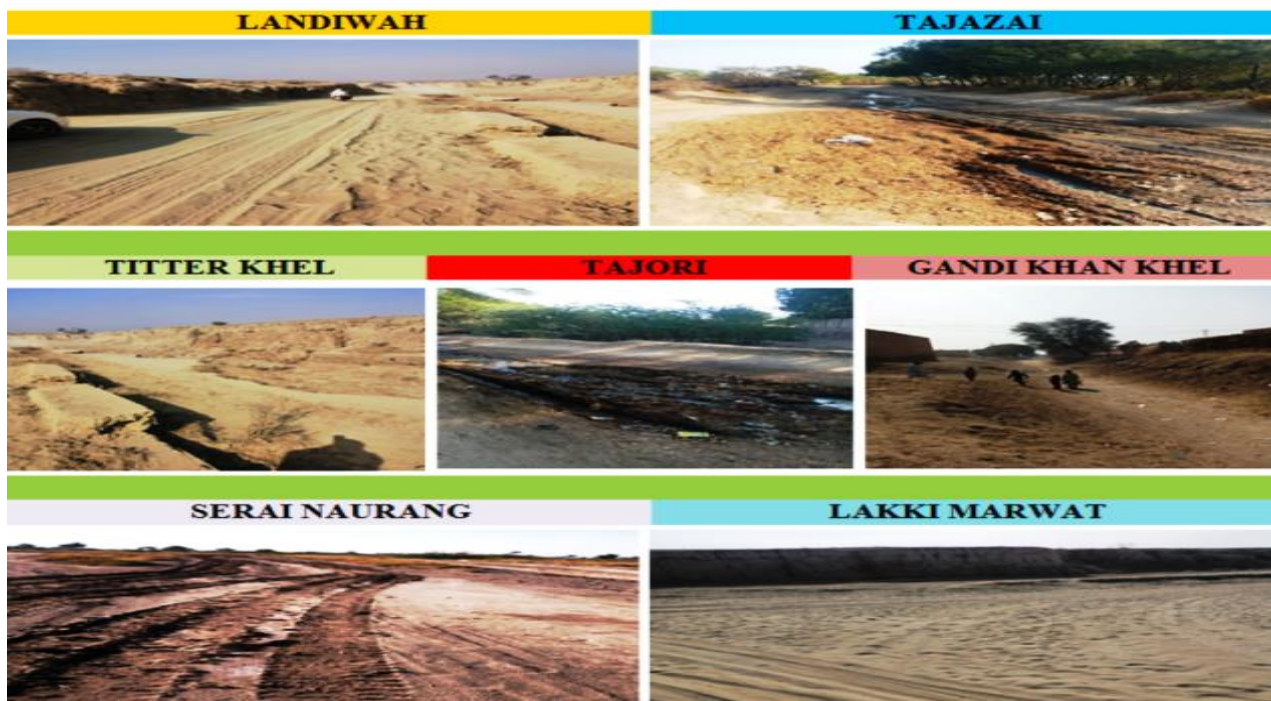 LANDIWAH
TAJAZAI
TITTER KHEL
TAJORI
GANDI KHAN KHEL
SERAI NAURANG
LAKKI MARWAT